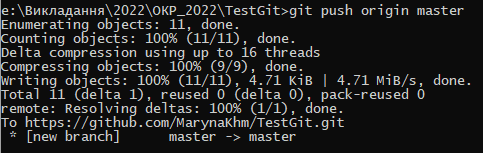 e:\Викладання\2022\ОКР_2022\TestGit>git push origin master
Enumerating objects: 11, done.
Counting objects: 100% (11/11), done.
Delta compression using up to 16 threads
Compressing objects: 100% (9/9), done.
Writing objects: 100% (11/11), 4.71 KiB | 4.71 MiB/s, done.
Total 11 (delta 1), reused 0 (delta 0), pack-reused 0
remote: Resolving deltas: 100% (1/1), done.
To https://github.com/MarynaKhm/TestGit.git
 * [new branch]      master -> master